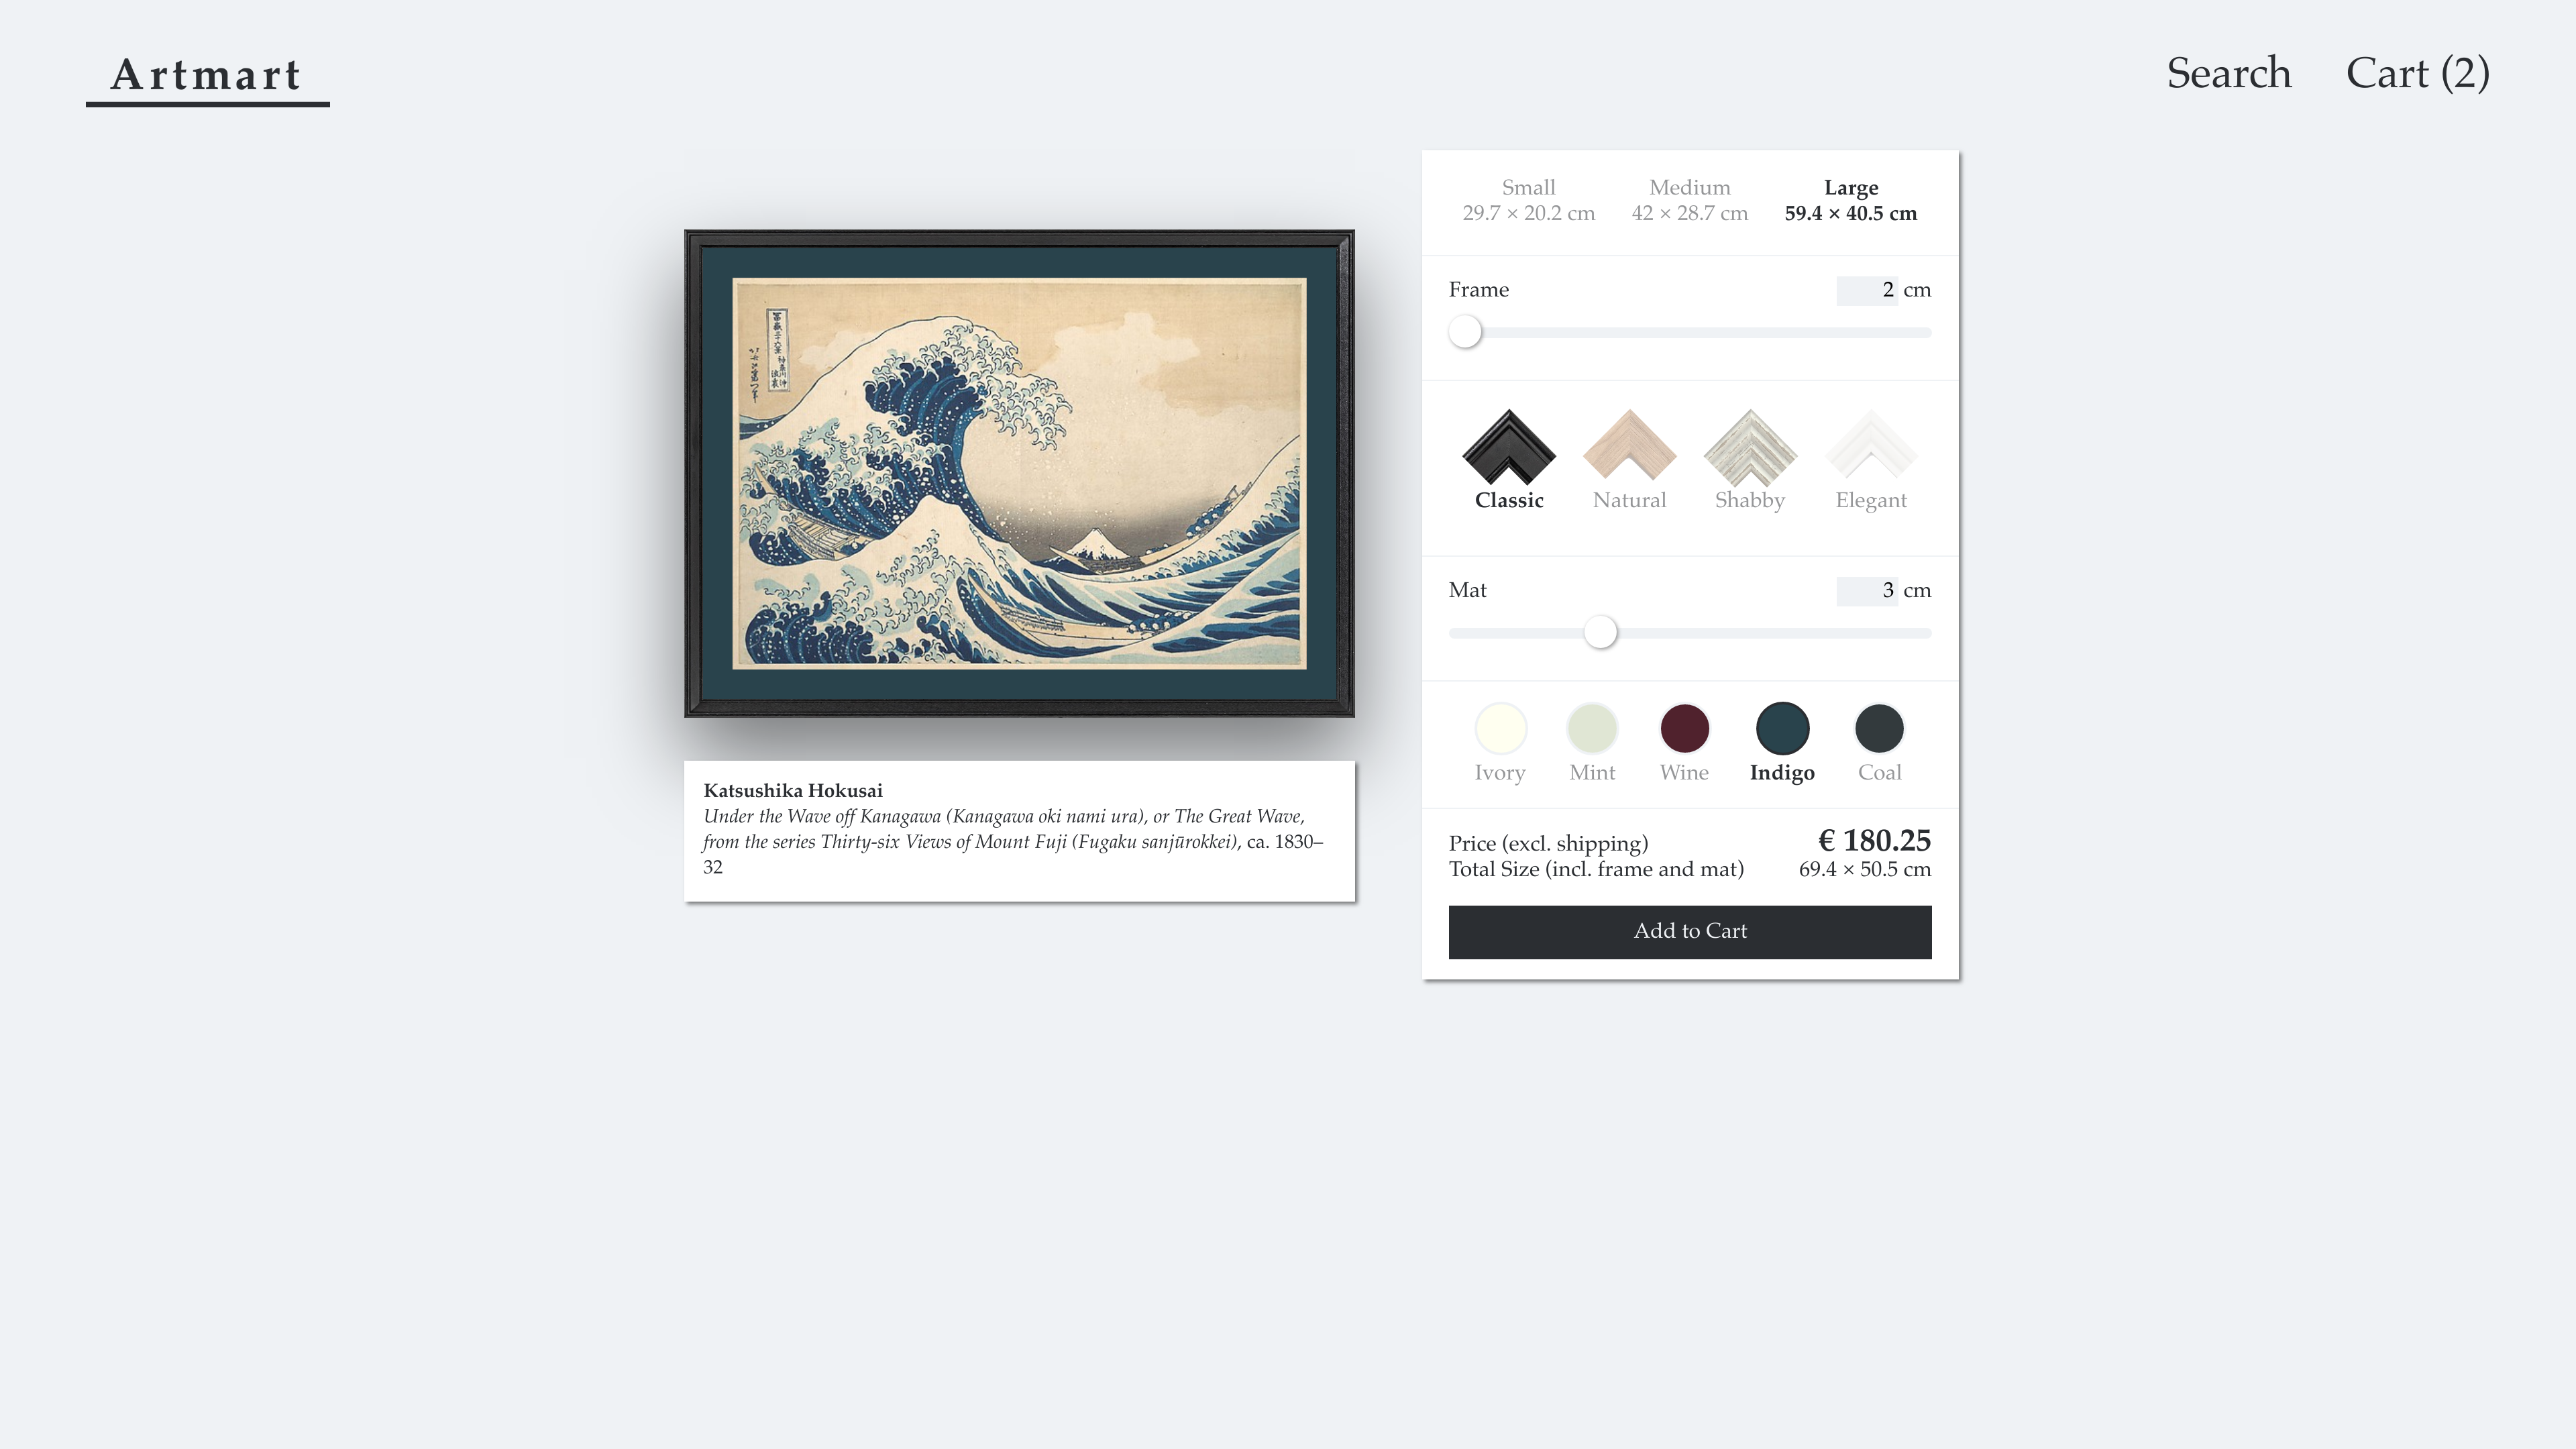 Artmart
Search Cart (2)
Small Medium Large
29.7 × 20.2 cm 42 × 28.7 cm 59.4 × 40.5 cm
Frame 2 cm
Classic Natural Shabby Elegant
Mat 3 cm
Ivory Mint Wine Indigo Coal
Price (excl. shipping) € 180.25
Total Size (incl. frame and mat) 69.4 × 50.5 cm
Add to Cart
Katsushika Hokusai
Under the Wave off Kanagawa (Kanagawa oki nami ura), or The Great Wave,
from the series Thirty-six Views of Mount Fuji (Fugaku sanjūrokkei), ca. 1830–
32